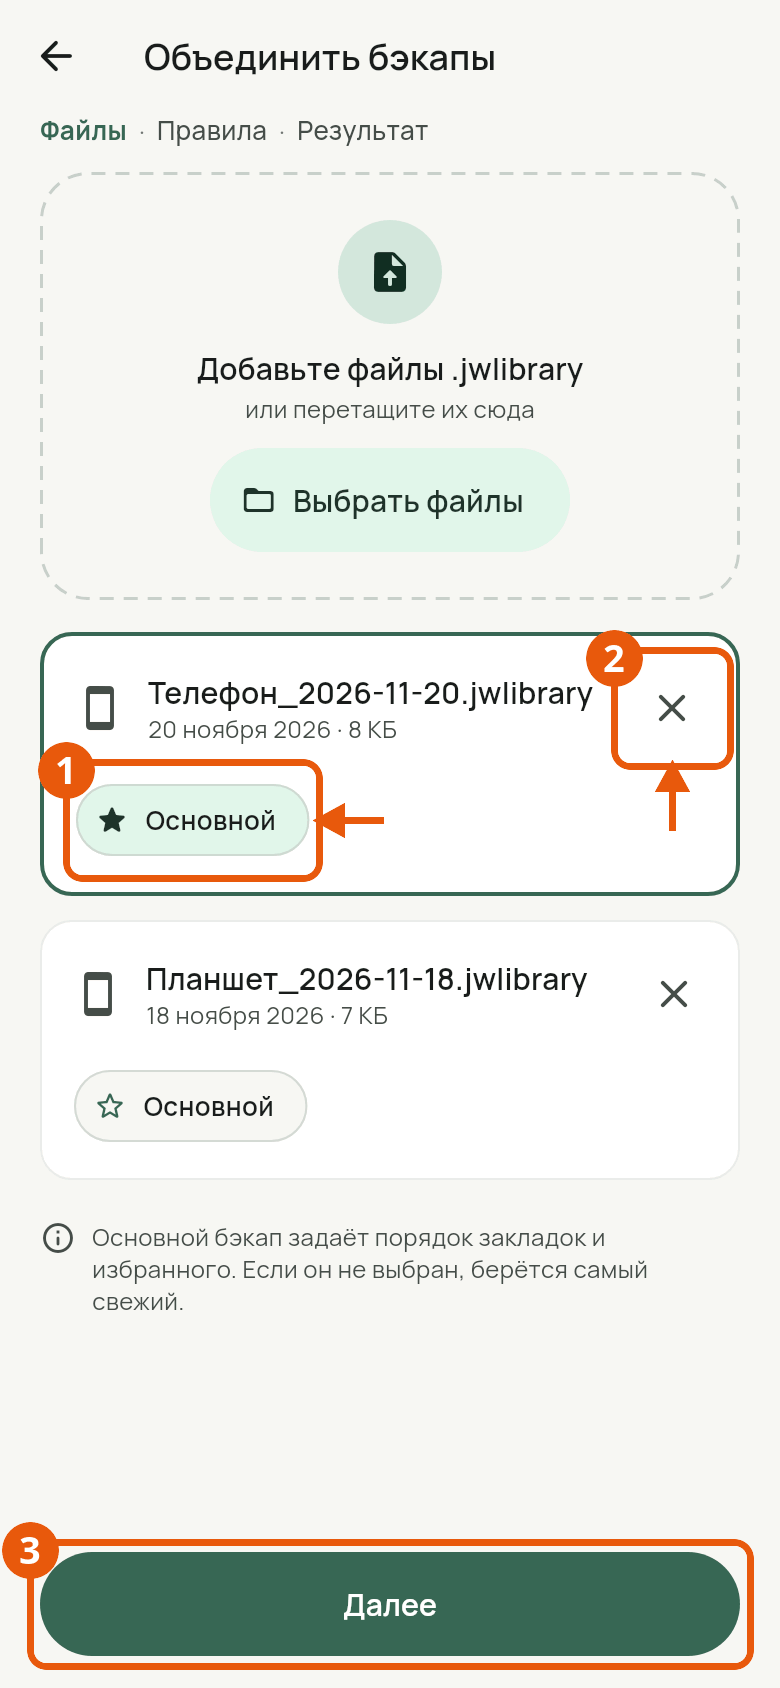 Объединить бэкапы
Файлы · Правила · Результат
Добавьте файлы .jwlibrary
или перетащите их сюда
Выбрать файлы
2
Телефон_2026-11-20.jwlibrary
20 ноября 2026 · 8 КБ
1
Основной
Планшет_2026-11-18.jwlibrary
18 ноября 2026 · 7 КБ
Основной
Основной бэкап задаёт порядок закладок и
избранного. Если он не выбран, берётся самый
свежий.
3
Далее